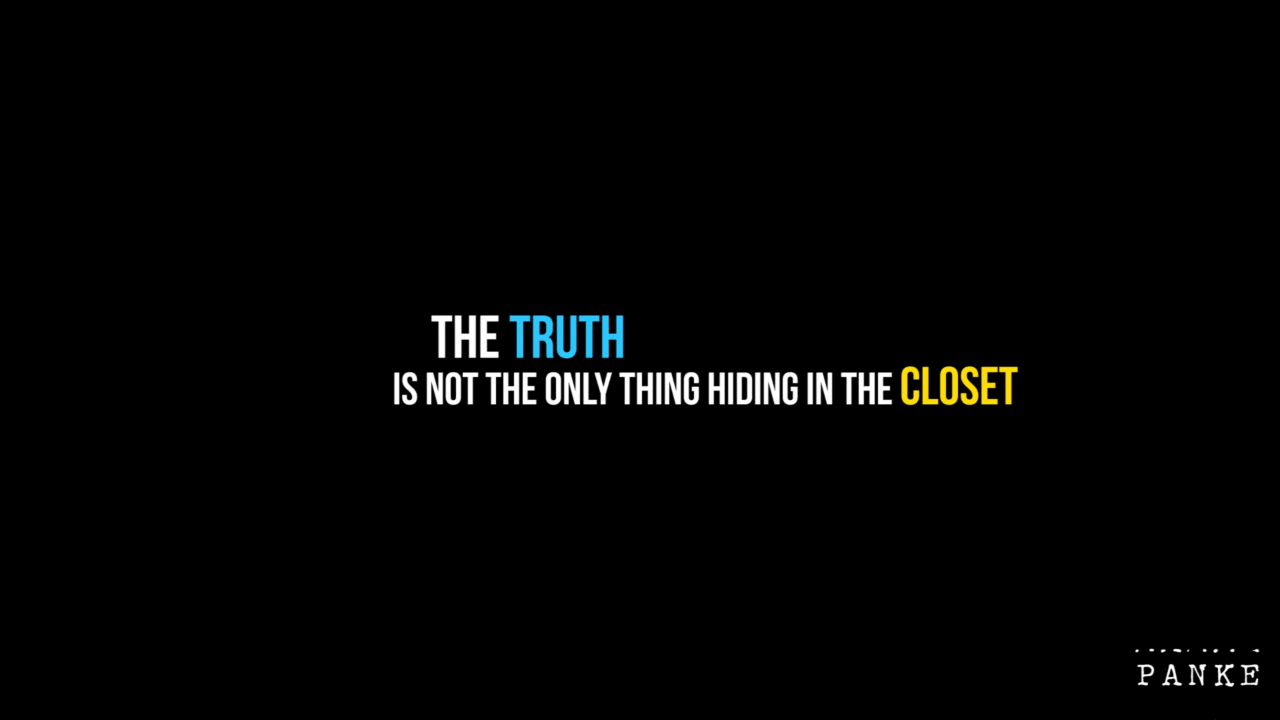 THE TRUTH
IS NOT THE ONLY THING HIDING IN THE CLOSET
PANKE